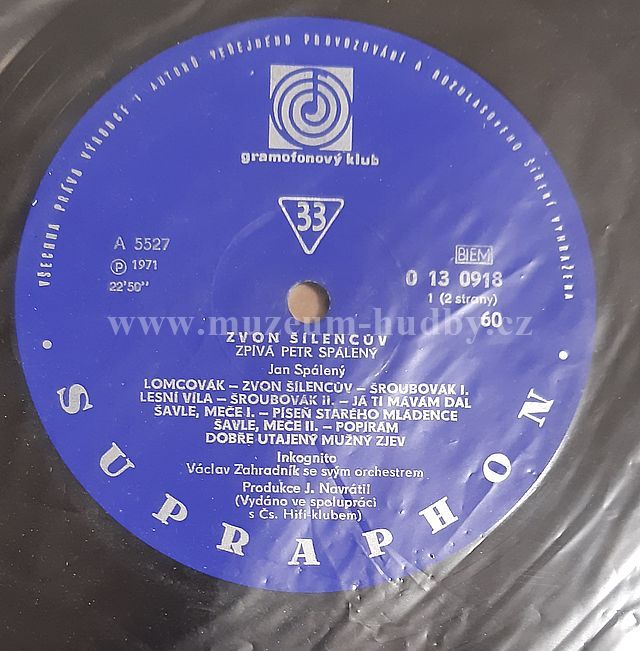 VŠECHNA PRÁVA VÝROBCE I AUTORŮ VEŘEJNÉHO PROVOZOVÁNÍ A ROZHLASOVÉHO ŠÍŘENÍ VYHRAŽENA
gramofonový klub
33
A 5527
Ⓟ 1971
22'50"
BIEM
0 13 0918
1 (2 strany)
60
www.muzeum-hudby.cz
ZVON ŠÍLENCŮV
ZPÍVÁ PETR SPÁLENÝ
Jan Spálený
LOMCOVÁK – ZVON ŠÍLENCŮV – ŠROUBOVÁK I.
LESNÍ VÍLA – ŠROUBOVÁK II. – JÁ TI MÁVÁM DÁL
ŠAVLE, MEČE I. – PÍSEŇ STARÉHO MLÁDENCE
ŠAVLE, MEČE II. – POPÍRÁM
DOBŘE UTAJENÝ MUŽNÝ ZJEV
Inkognito
Václav Zahradník se svým orchestrem
Produkce J. Navrátil
(Vydáno ve spolupráci
s Čs. Hifi-klubem)
SUPRAPHON